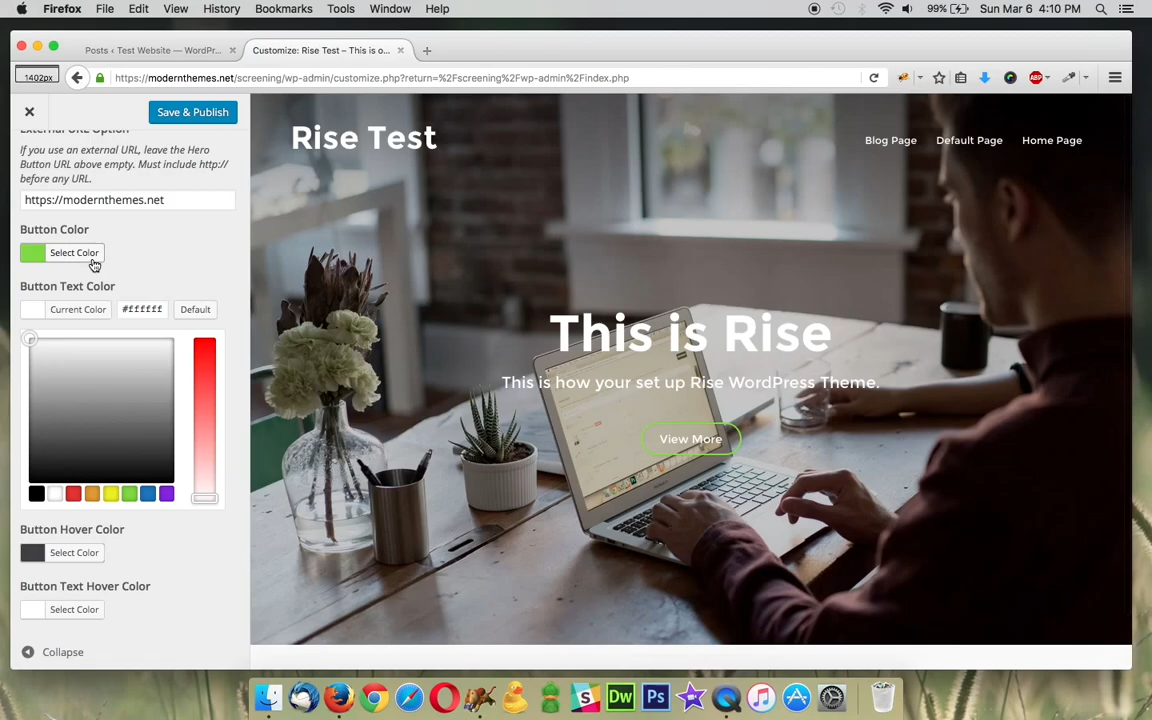 Firefox File Edit View History Bookmarks Tools Window Help 99% Sun Mar 6 4:10 PM
Posts ‹ Test Website — WordPr... Customize: Rise Test – This is o...
1402px https://modernthemes.net/screening/wp-admin/customize.php?return=%2Fscreening%2Fwp-admin%2Findex.php ABP
Save & Publish
External URL Option
If you use an external URL, leave the Hero
Button URL above empty. Must include http://
before any URL.
https://modernthemes.net
Button Color
Select Color
Button Text Color
Current Color #ffffff Default
Button Hover Color
Select Color
Button Text Hover Color
Select Color
Collapse
Rise Test
Blog Page Default Page Home Page
This is Rise
This is how your set up Rise WordPress Theme.
View More
Dw Ps